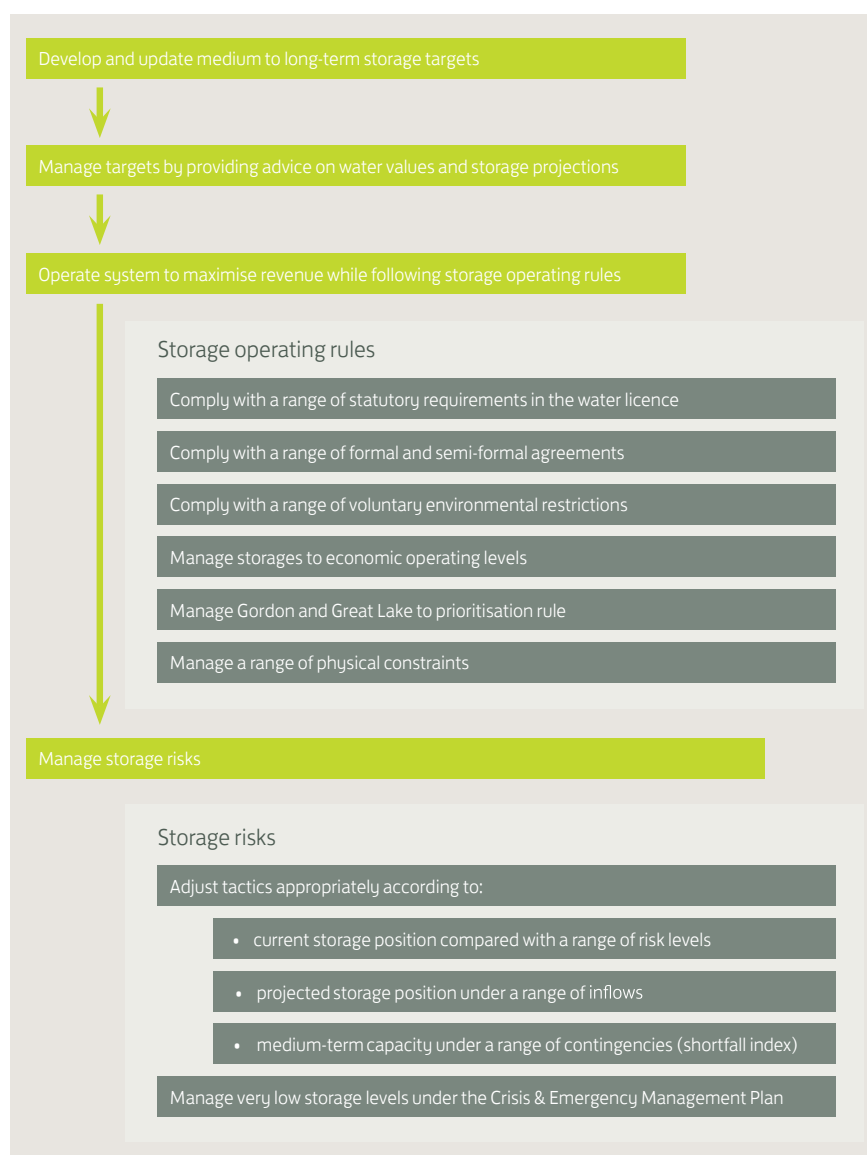 Develop and update medium to long-term storage targets
Manage targets by providing advice on water values and storage projections
Operate system to maximise revenue while following storage operating rules
Storage operating rules
Comply with a range of statutory requirements in the water licence
Comply with a range of formal and semi-formal agreements
Comply with a range of voluntary environmental restrictions
Manage storages to economic operating levels
Manage Gordon and Great Lake to prioritisation rule
Manage a range of physical constraints
Manage storage risks
Storage risks
Adjust tactics appropriately according to:
• current storage position compared with a range of risk levels
• projected storage position under a range of inflows
• medium-term capacity under a range of contingencies (shortfall index)
Manage very low storage levels under the Crisis & Emergency Management Plan